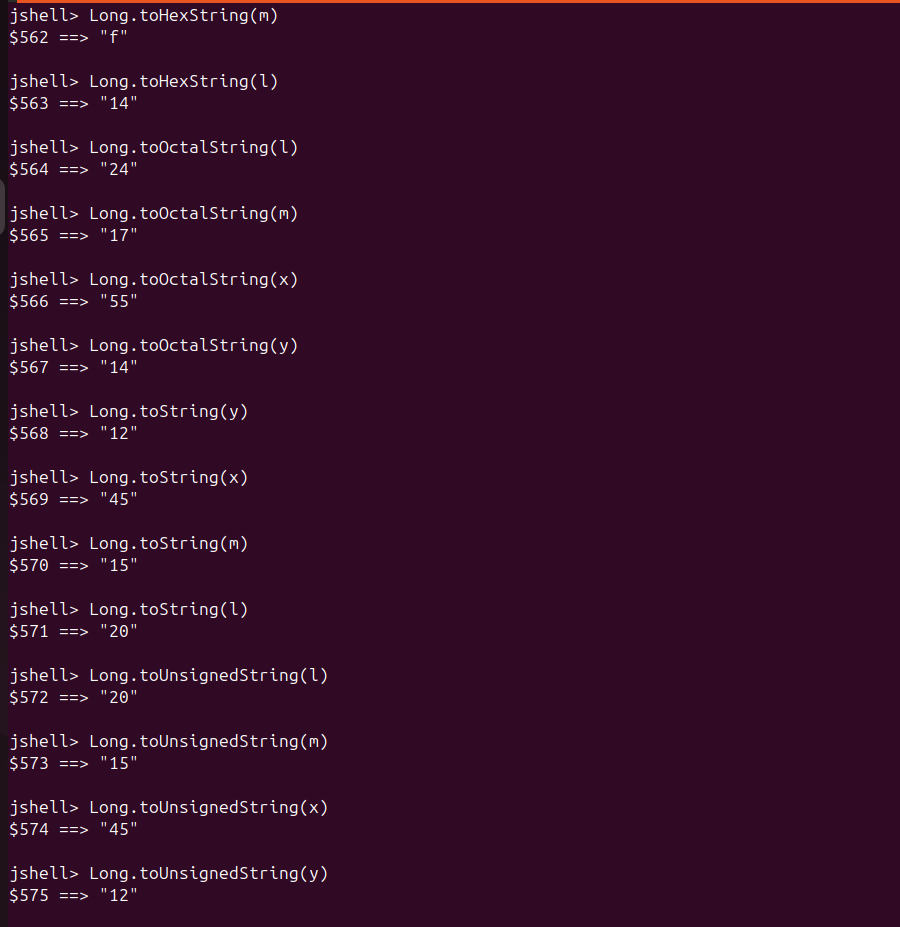 jshell> Long.toHexString(m)
$562 ==> "f"
jshell> Long.toHexString(l)
$563 ==> "14"
jshell> Long.toOctalString(l)
$564 ==> "24"
jshell> Long.toOctalString(m)
$565 ==> "17"
jshell> Long.toOctalString(x)
$566 ==> "55"
jshell> Long.toOctalString(y)
$567 ==> "14"
jshell> Long.toString(y)
$568 ==> "12"
jshell> Long.toString(x)
$569 ==> "45"
jshell> Long.toString(m)
$570 ==> "15"
jshell> Long.toString(l)
$571 ==> "20"
jshell> Long.toUnsignedString(l)
$572 ==> "20"
jshell> Long.toUnsignedString(m)
$573 ==> "15"
jshell> Long.toUnsignedString(x)
$574 ==> "45"
jshell> Long.toUnsignedString(y)
$575 ==> "12"